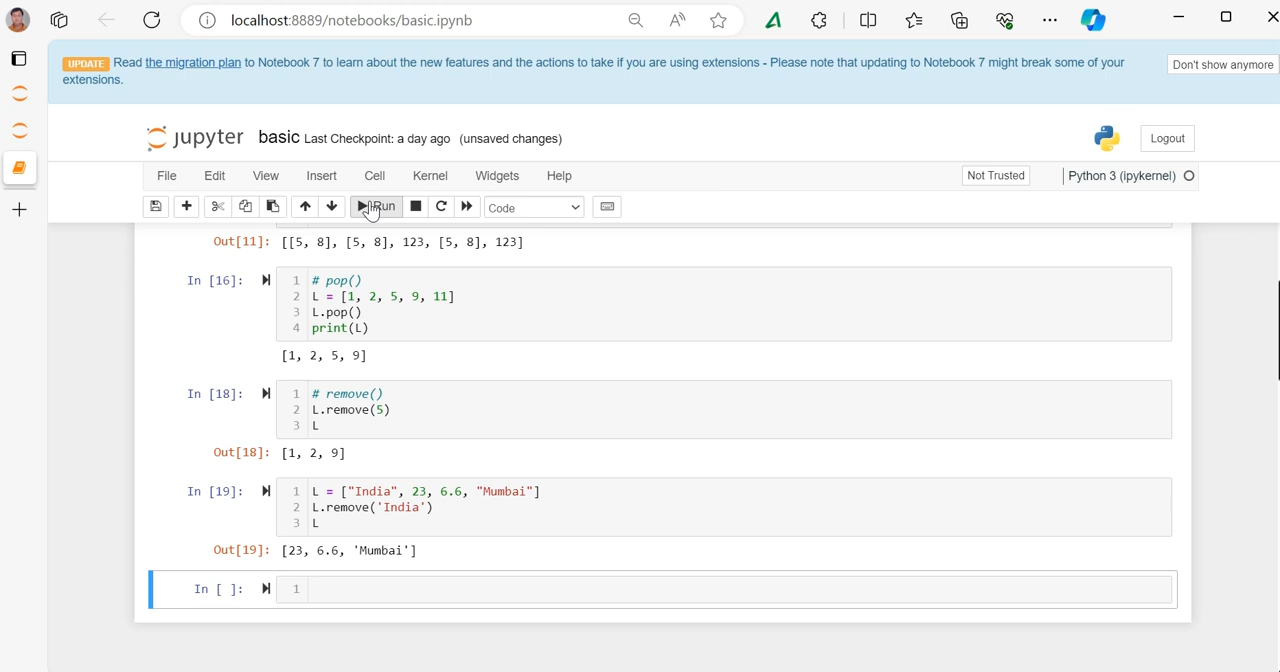 localhost:8889/notebooks/basic.ipynb
UPDATE Read the migration plan to Notebook 7 to learn about the new features and the actions to take if you are using extensions - Please note that updating to Notebook 7 might break some of your
extensions.
Don't show anymore
jupyter basic Last Checkpoint: a day ago (unsaved changes)
Logout
File Edit View Insert Cell Kernel Widgets Help
Not Trusted Python 3 (ipykernel)
Run Code
Out[11]: [[5, 8], [5, 8], 123, [5, 8], 123]
In [16]: 1 # pop()
2 L = [1, 2, 5, 9, 11]
3 L.pop()
4 print(L)
[1, 2, 5, 9]
In [18]: 1 # remove()
2 L.remove(5)
3 L
Out[18]: [1, 2, 9]
In [19]: 1 L = ["India", 23, 6.6, "Mumbai"]
2 L.remove('India')
3 L
Out[19]: [23, 6.6, 'Mumbai']
In [ ]: 1